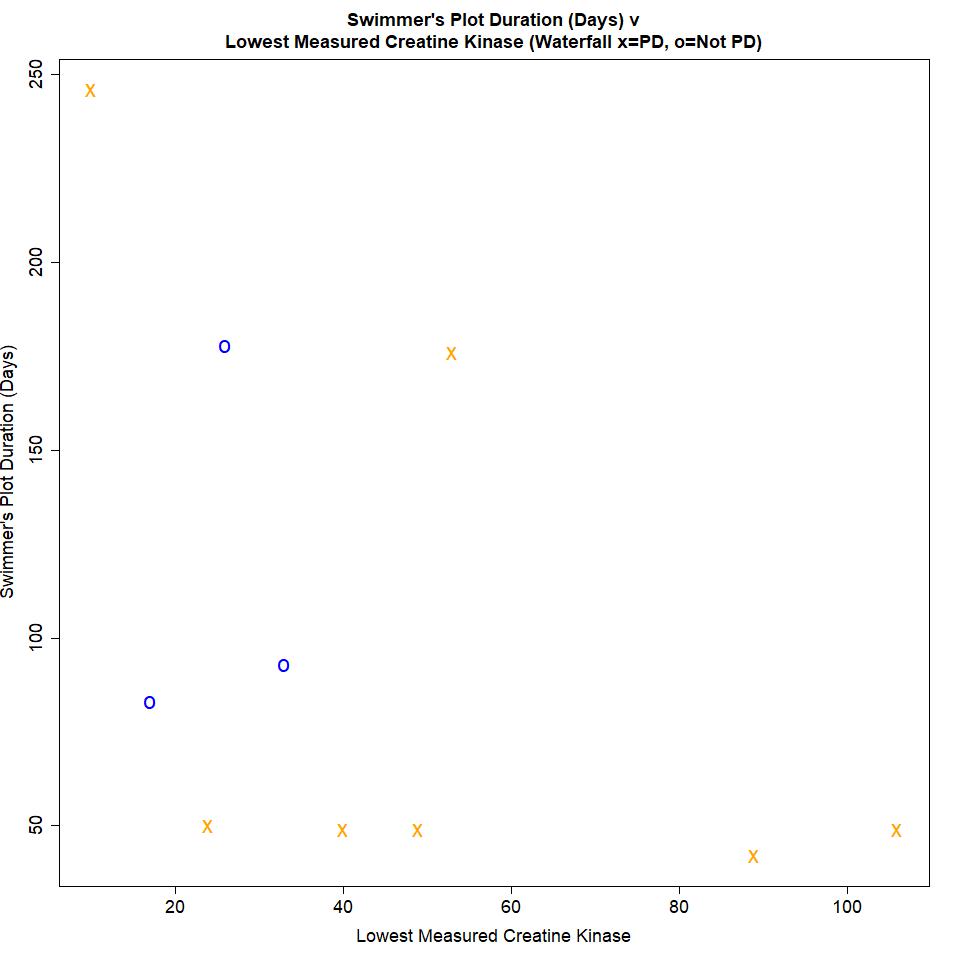 Swimmer's Plot Duration (Days) v
Lowest Measured Creatine Kinase (Waterfall x=PD, o=Not PD)
Swimmer's Plot Duration (Days)
250
200
150
100
50
X
O
X
O
O
X
X
X
X
X
20 40 60 80 100
Lowest Measured Creatine Kinase